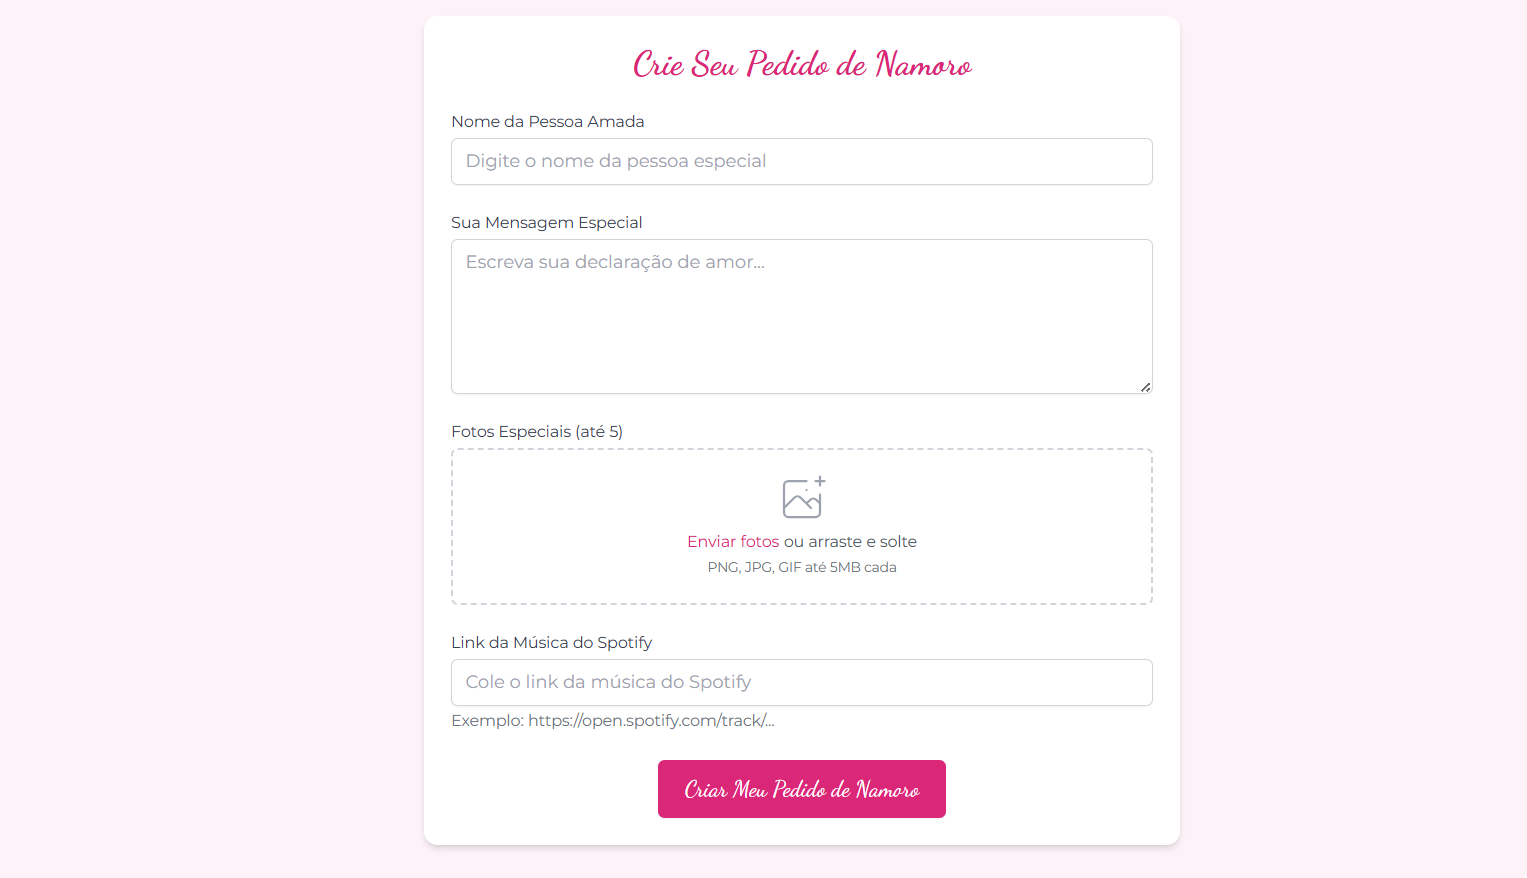 Crie Seu Pedido de Namoro
Nome da Pessoa Amada
Digite o nome da pessoa especial
Sua Mensagem Especial
Escreva sua declaração de amor...
Fotos Especiais (até 5)
Enviar fotos ou arraste e solte
PNG, JPG, GIF até 5MB cada
Link da Música do Spotify
Cole o link da música do Spotify
Exemplo: https://open.spotify.com/track/...
Criar Meu Pedido de Namoro